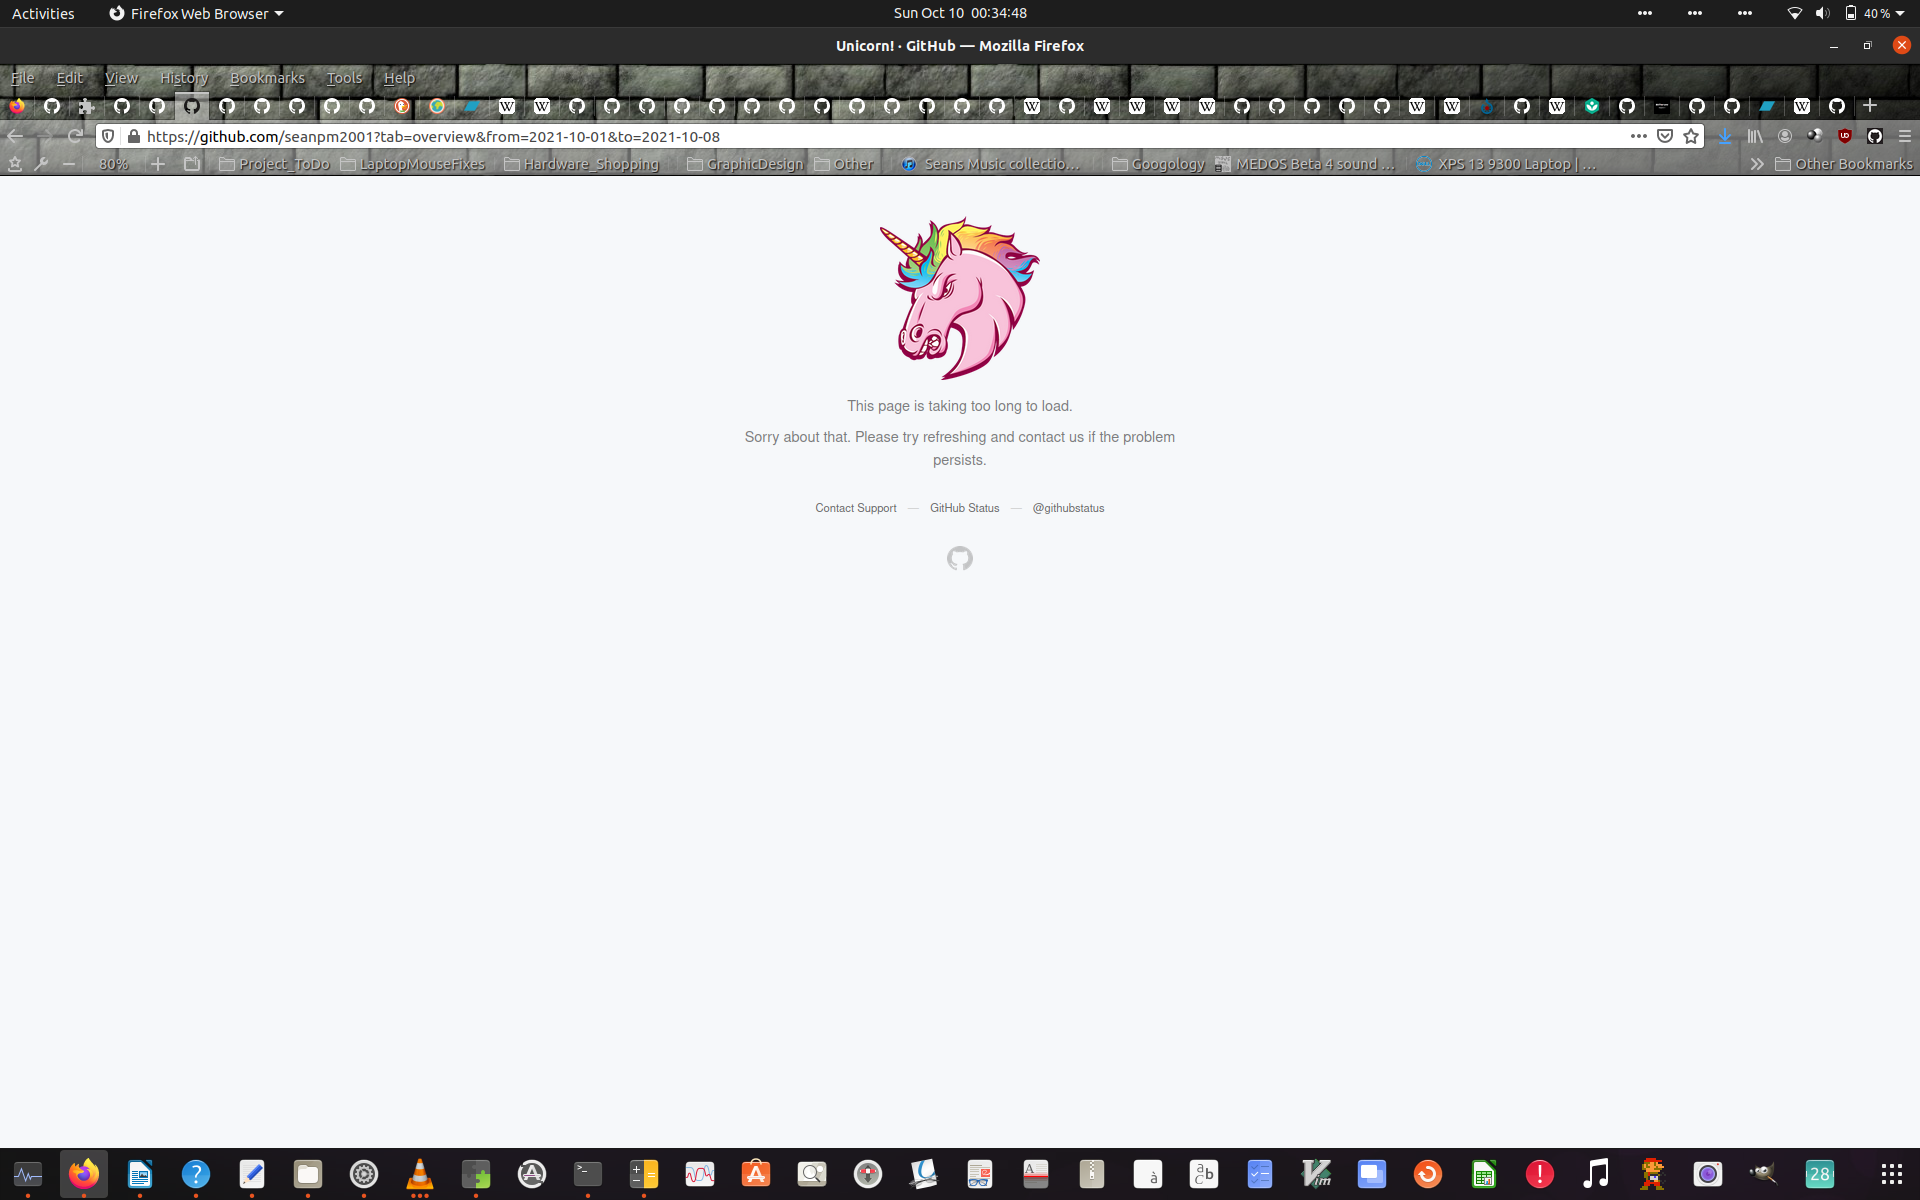 Activities
Firefox Web Browser
Sun Oct 10 00:34:48
40 %
Unicorn! · GitHub — Mozilla Firefox
File Edit View History Bookmarks Tools Help
https://github.com/seanpm2001?tab=overview&from=2021-10-01&to=2021-10-08
80%
Project_ToDo
LaptopMouseFixes
Hardware_Shopping
GraphicDesign
Other
Seans Music collectio…
Googology
MEDOS Beta 4 sound …
XPS 13 9300 Laptop | …
Other Bookmarks
This page is taking too long to load.
Sorry about that. Please try refreshing and contact us if the problem
persists.
Contact Support — GitHub Status — @githubstatus
28